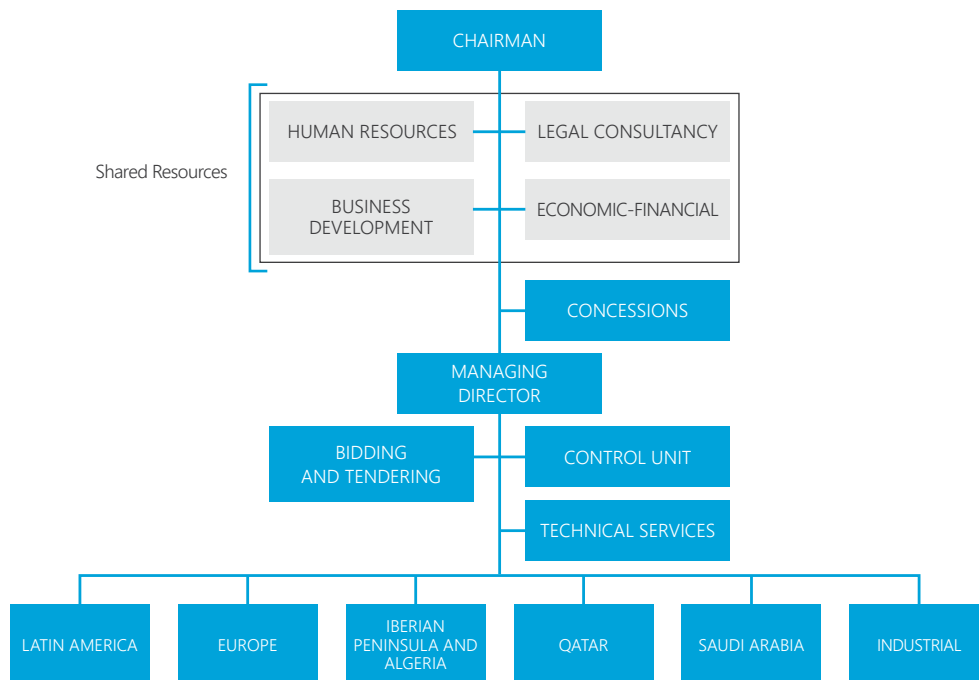 CHAIRMAN
HUMAN RESOURCES
LEGAL CONSULTANCY
Shared Resources
BUSINESS
DEVELOPMENT
ECONOMIC-FINANCIAL
CONCESSIONS
MANAGING
DIRECTOR
BIDDING
AND TENDERING
CONTROL UNIT
TECHNICAL SERVICES
LATIN AMERICA
EUROPE
IBERIAN
PENINSULA AND
ALGERIA
QATAR
SAUDI ARABIA
INDUSTRIAL